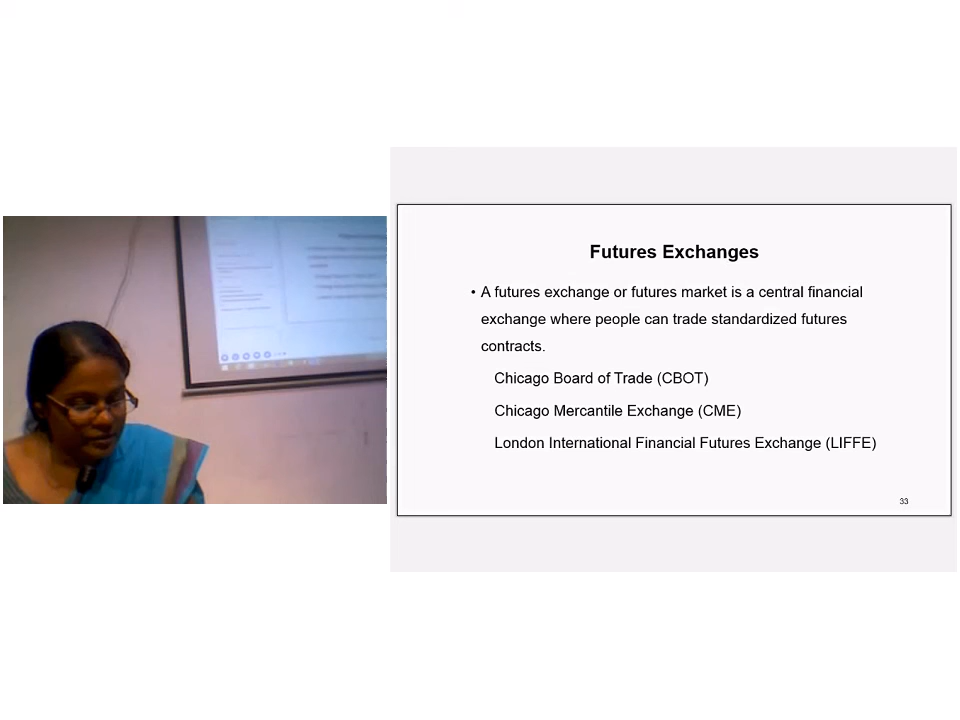 Futures Exchanges
• A futures exchange or futures market is a central financial
exchange where people can trade standardized futures
contracts.
Chicago Board of Trade (CBOT)
Chicago Mercantile Exchange (CME)
London International Financial Futures Exchange (LIFFE)
33